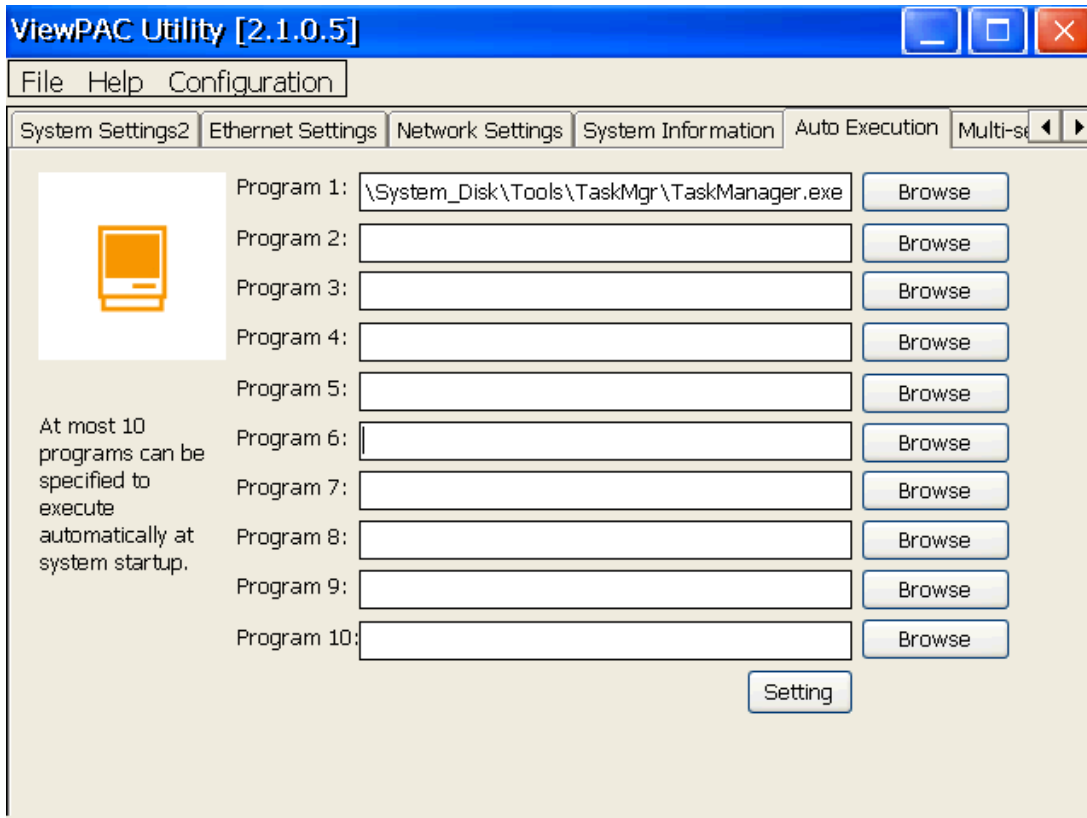 ViewPAC Utility [2.1.0.5]
File Help Configuration
System Settings2 Ethernet Settings Network Settings System Information Auto Execution Multi-se
Program 1: \System_Disk\Tools\TaskMgr\TaskManager.exe Browse
Program 2: Browse
Program 3: Browse
Program 4: Browse
Program 5: Browse
At most 10
programs can be
specified to
execute
automatically at
system startup.
Program 6: Browse
Program 7: Browse
Program 8: Browse
Program 9: Browse
Program 10: Browse
Setting